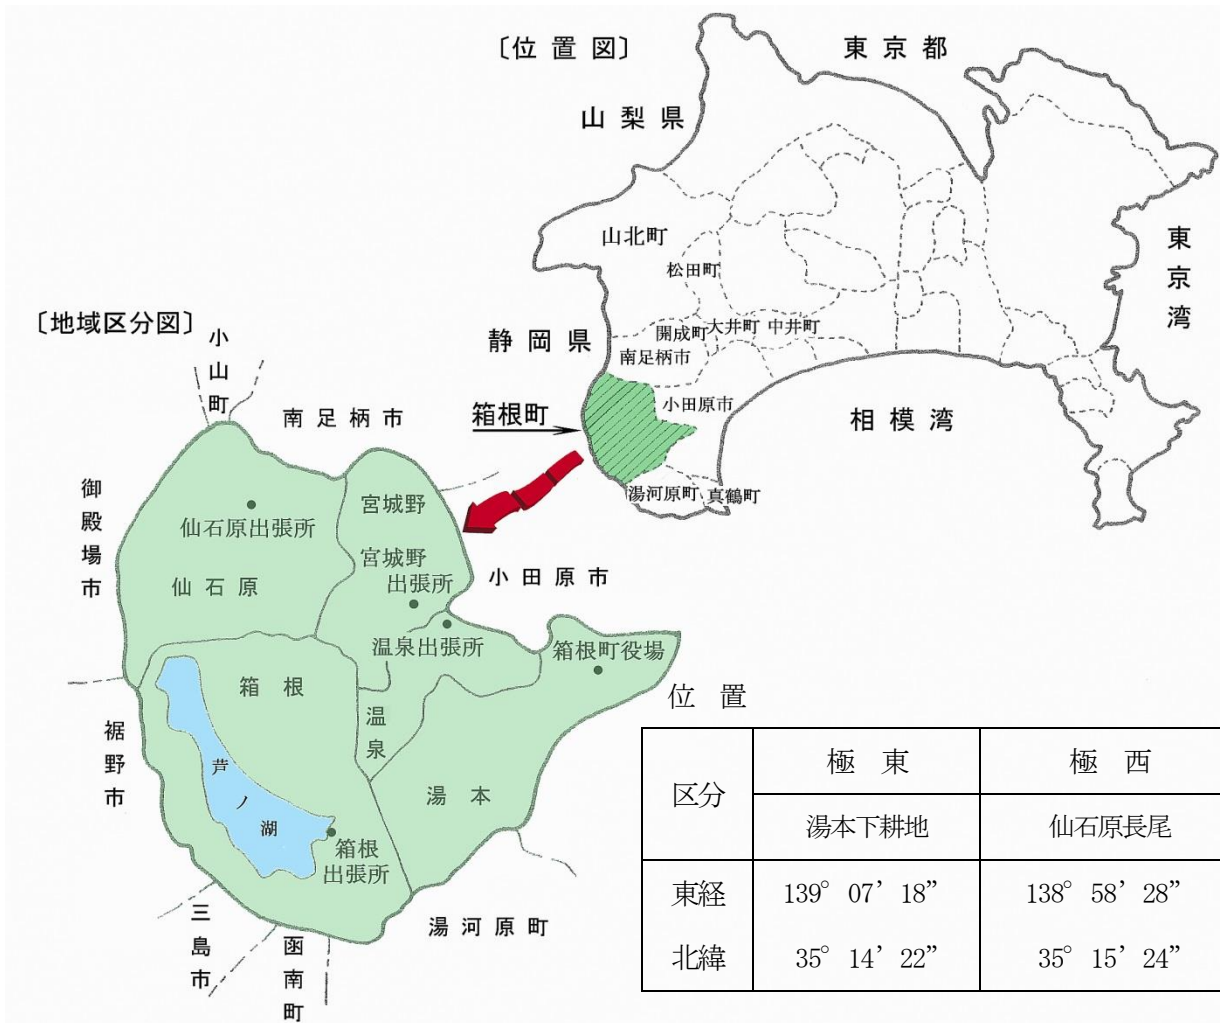 〔位置図〕
東京都
山梨県
山北町
松田町
東京湾
静岡県
開成町
大井町
中井町
南足柄市
箱根町
小田原市
相模湾
湯河原町
真鶴町
〔地域区分図〕
小山町
南足柄市
御殿場市
宮城野
仙石原出張所
宮城野
出張所
仙石原
小田原市
温泉出張所
箱根町役場
箱根
温泉
裾野市
芦ノ湖
湯本
箱根
出張所
三島市
函南町
湯河原町
位置
区分 極東 極西
湯本下耕地 仙石原長尾
東経 139° 07’ 18” 138° 58’ 28”
北緯 35° 14’ 22” 35° 15’ 24”